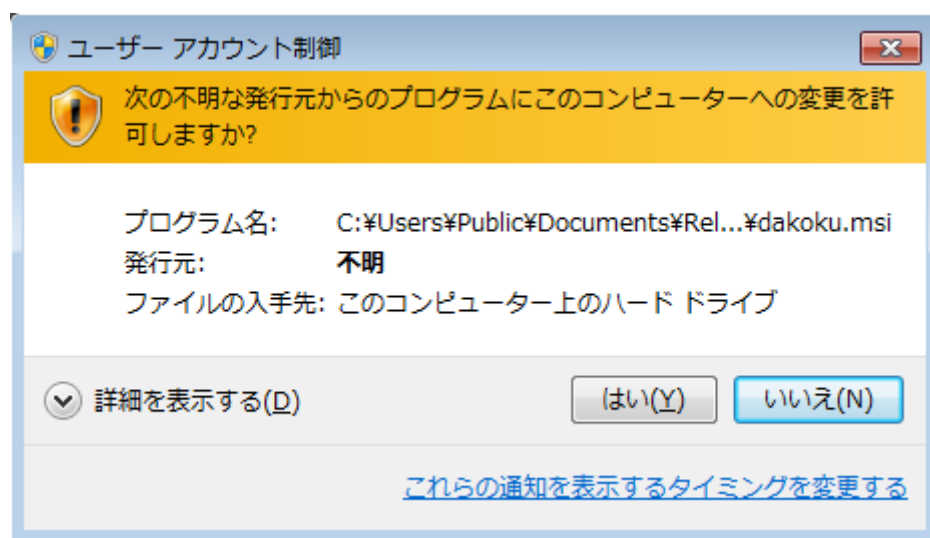 ユーザー アカウント制御
次の不明な発行元からのプログラムにこのコンピューターへの変更を許
可しますか?
プログラム名: C:¥Users¥Public¥Documents¥Rel...¥dakoku.msi
発行元: 不明
ファイルの入手先: このコンピューター上のハード ドライブ
詳細を表示する(D) はい(Y) いいえ(N)
これらの通知を表示するタイミングを変更する